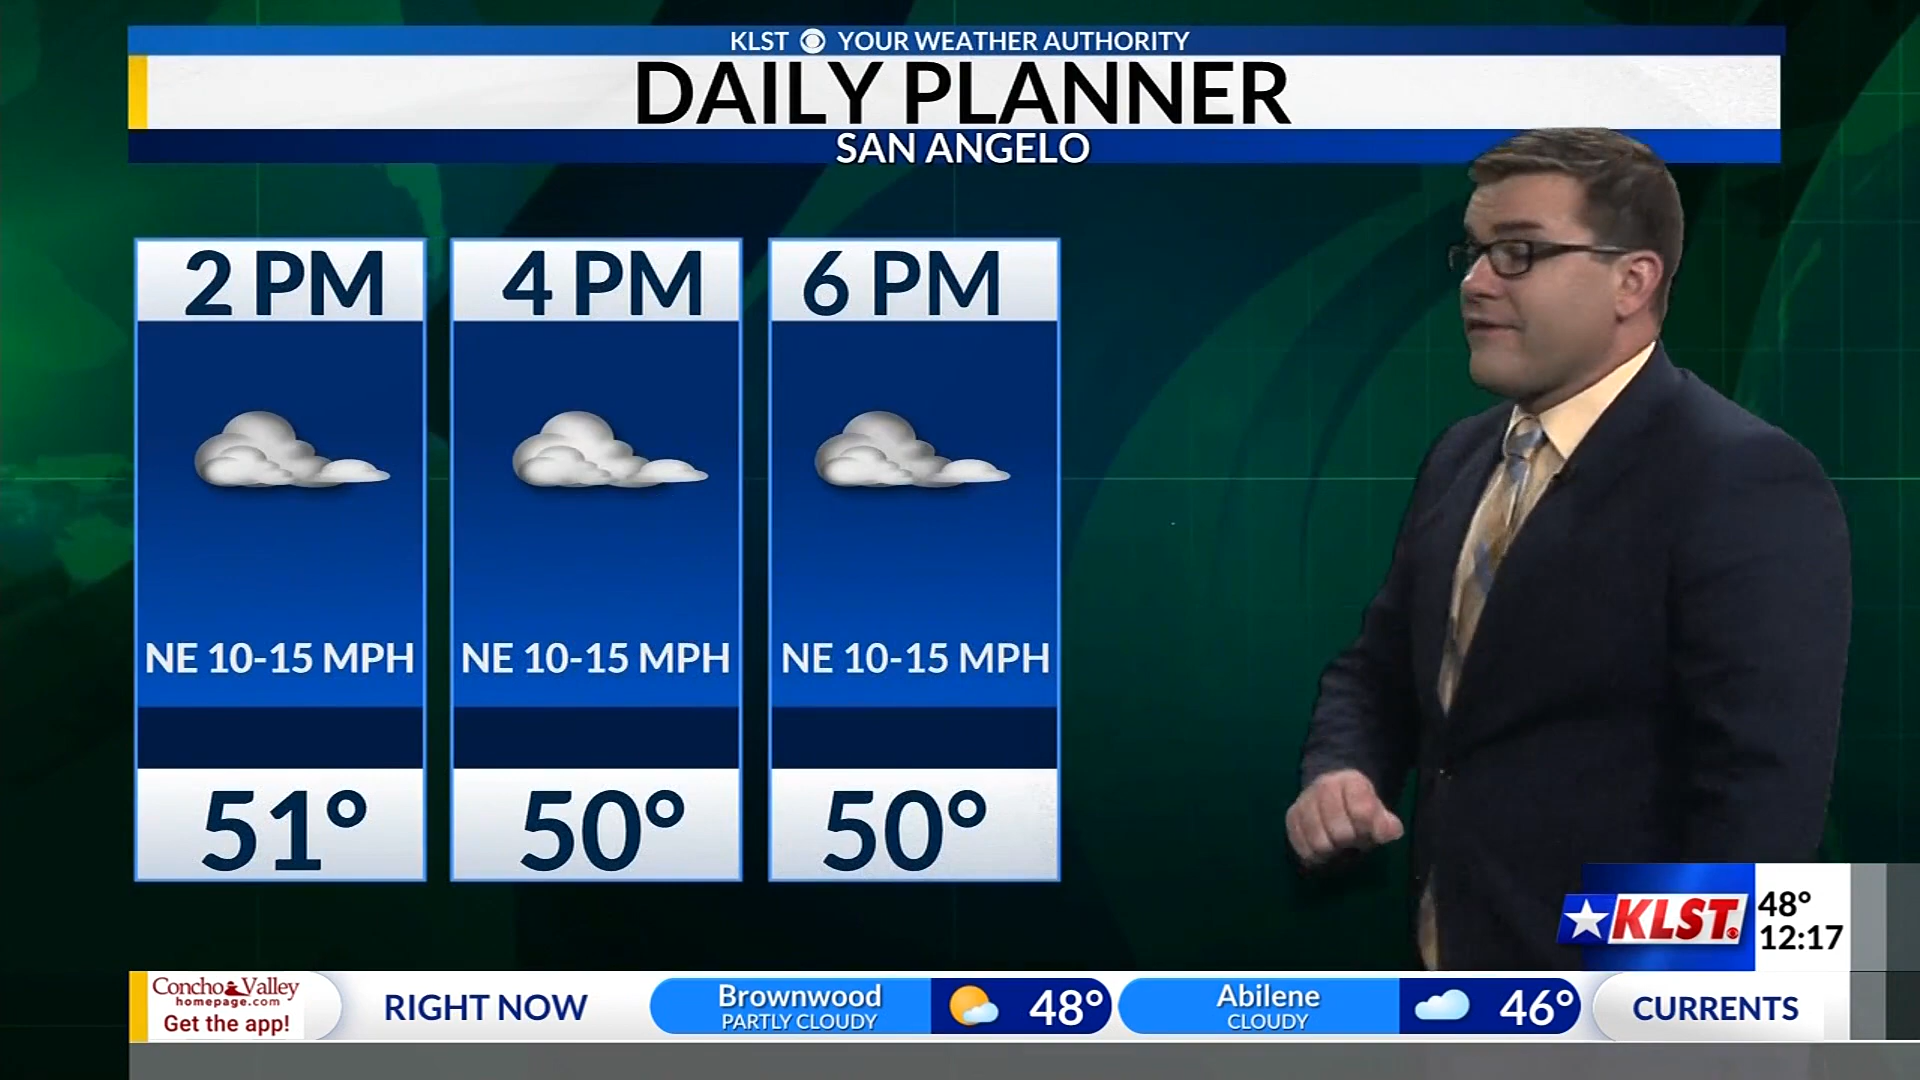 KLST YOUR WEATHER AUTHORITY
DAILY PLANNER
SAN ANGELO
2 PM
NE 10-15 MPH
51°
4 PM
NE 10-15 MPH
50°
6 PM
NE 10-15 MPH
50°
KLST
48°
12:17
Concho Valley
homepage.com
Get the app!
RIGHT NOW
Brownwood
PARTLY CLOUDY
48°
Abilene
CLOUDY
46°
CURRENTS